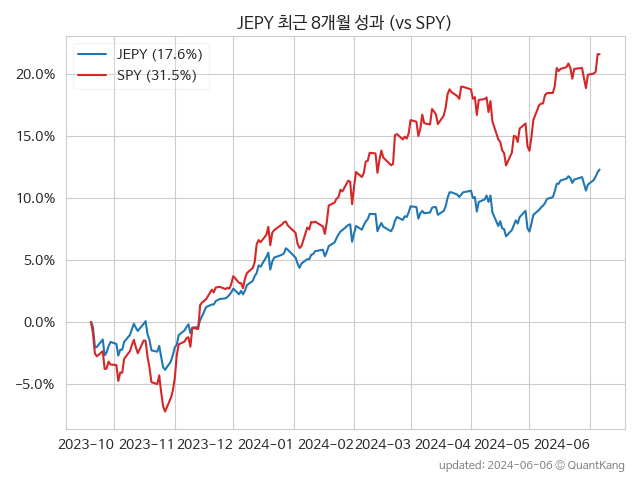 JEPY 최근 8개월 성과 (vs SPY)
JEPY (17.6%)
SPY (31.5%)
20.0%
15.0%
10.0%
5.0%
0.0%
−5.0%
2023-10 2023-11 2023-12 2024-01 2024-02 2024-03 2024-04 2024-05 2024-06
updated: 2024-06-06 © QuantKang